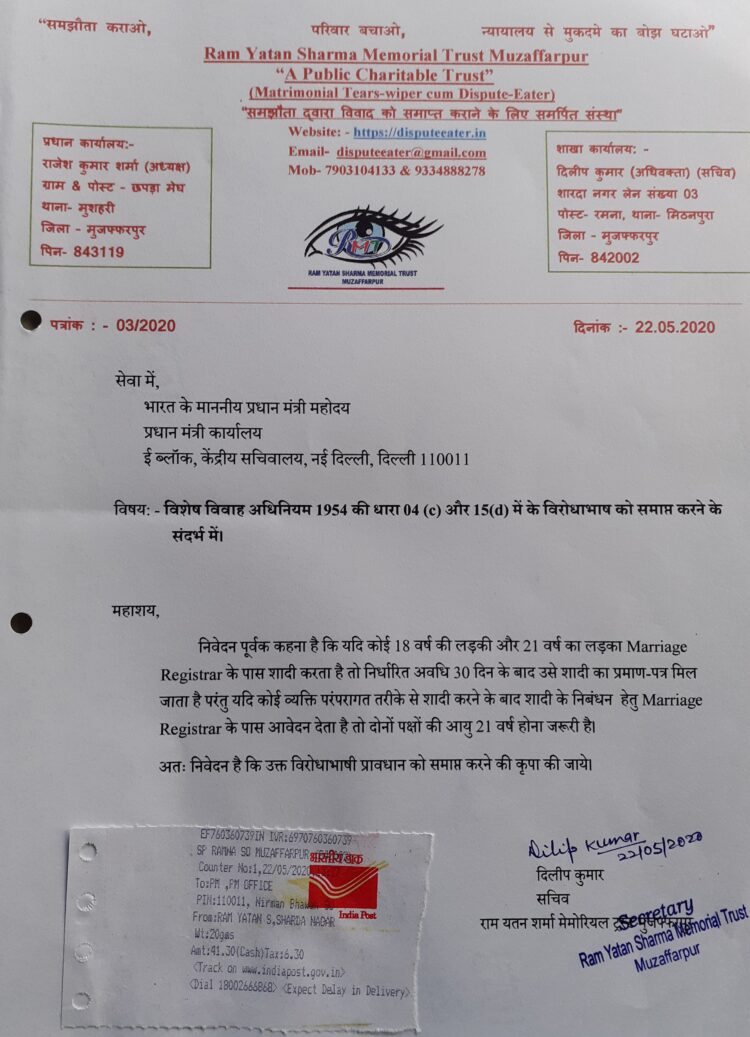 “समझौता कराओ, परिवार बचाओ, न्यायालय से मुकदमे का बोझ घटाओ”
Ram Yatan Sharma Memorial Trust Muzaffarpur
“A Public Charitable Trust”
(Matrimonial Tears-wiper cum Dispute-Eater)
“समझौता द्वारा विवाद को समाप्त कराने के लिए समर्पित संस्था”
Website: - https://disputeeater.in
Email- disputeeater@gmail.com
Mob- 7903104133 & 9334888278
प्रधान कार्यालय:-
राजेश कुमार शर्मा (अध्यक्ष)
ग्राम & पोस्ट - छपड़ा मेघ
थाना- मुशहरी
जिला - मुजफ्फरपुर
पिन- 843119
शाखा कार्यालय: -
दिलीप कुमार (अधिवक्ता) (सचिव)
शारदा नगर लेन संख्या 03
पोस्ट- रमना, थाना- मिठनपुरा
जिला - मुजफ्फरपुर
पिन- 842002
RMT
RAM YATAN SHARMA MEMORIAL TRUST
MUZAFFARPUR
पत्रांक : - 03/2020 दिनांक :- 22.05.2020
सेवा में,
भारत के माननीय प्रधान मंत्री महोदय
प्रधान मंत्री कार्यालय
ई ब्लॉक, केंद्रीय सचिवालय, नई दिल्ली, दिल्ली 110011
विषय: - विशेष विवाह अधिनियम 1954 की धारा 04 (c) और 15(d) में के विरोधाभाष को समाप्त करने के
संदर्भ में।
महाशय,
निवेदन पूर्वक कहना है कि यदि कोई 18 वर्ष की लड़की और 21 वर्ष का लड़का Marriage
Registrar के पास शादी करता है तो निर्धारित अवधि 30 दिन के बाद उसे शादी का प्रमाण-पत्र मिल
जाता है परंतु यदि कोई व्यक्ति परंपरागत तरीके से शादी करने के बाद शादी के निबंधन हेतु Marriage
Registrar के पास आवेदन देता है तो दोनों पक्षों की आयु 21 वर्ष होना जरूरी है।
अतः निवेदन है कि उक्त विरोधाभाषी प्रावधान को समाप्त करने की कृपा की जाये।
EF760360739IN IVR:6970760360739
SP RAMNA SO MUZAFFARPUR
Counter No:1,22/05/2020
To:PM ,PM OFFICE
PIN:110011, Nirman Bhawan
From:RAM YATAN S,SHARDA NAGAR
Wt:20gms
Amt:41.30(Cash)Tax:6.30
<Track on www.indiapost.gov.in>
<Dial 18002666868> <Expect Delay in Delivery>
भारतीय डाक
India Post
Dilip Kumar
22/05/2020
दिलीप कुमार
सचिव
राम यतन शर्मा मेमोरियल ट्रस्ट मुजफ्फरपुर
Secretary
Ram Yatan Sharma Memorial Trust
Muzaffarpur